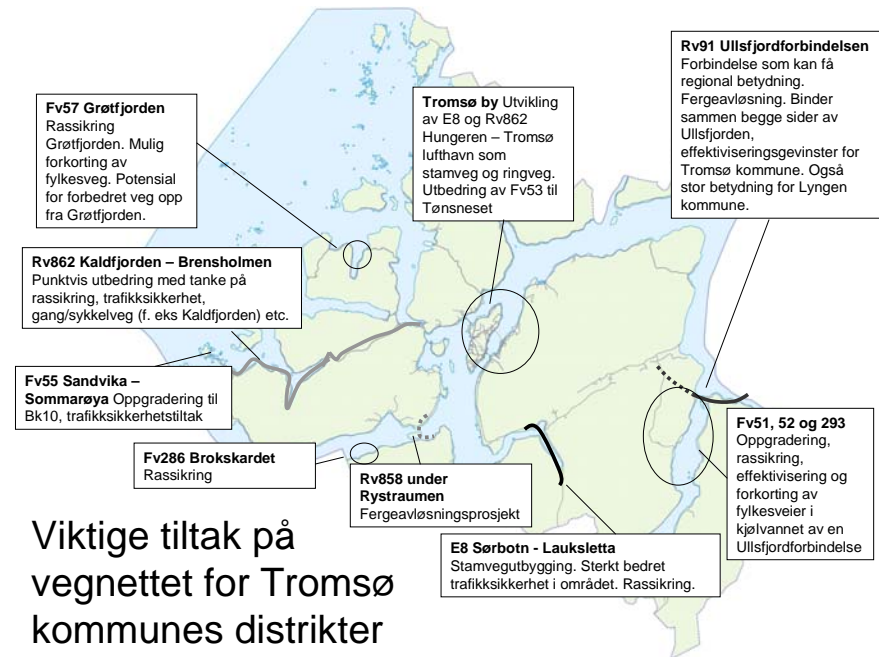 Fv57 Grøtfjorden
Rassikring
Grøtfjorden. Mulig
forkorting av
fylkesveg. Potensial
for forbedret veg opp
fra Grøtfjorden.
Tromsø by Utvikling
av E8 og Rv862
Hungeren – Tromsø
lufthavn som
stamveg og ringveg.
Utbedring av Fv53 til
Tønsneset
Rv91 Ullsfjordforbindelsen
Forbindelse som kan få
regional betydning.
Fergeavløsning. Binder
sammen begge sider av
Ullsfjorden,
effektiviseringsgevinster for
Tromsø kommune. Også
stor betydning for Lyngen
kommune.
Rv862 Kaldfjorden – Brensholmen
Punktvis utbedring med tanke på
rassikring, trafikksikkerhet,
gang/sykkelveg (f. eks Kaldfjorden) etc.
Fv55 Sandvika –
Sommarøya Oppgradering til
Bk10, trafikksikkerhetstiltak
Fv286 Brokskardet
Rassikring
Rv858 under
Rystraumen
Fergeavløsningsprosjekt
E8 Sørbotn - Lauksletta
Stamvegutbygging. Sterkt bedret
trafikksikkerhet i området. Rassikring.
Fv51, 52 og 293
Oppgradering,
rassikring,
effektivisering og
forkorting av
fylkesveier i
kjølvannet av en
Ullsfjordforbindelse
Viktige tiltak på
vegnettet for Tromsø
kommunes distrikter